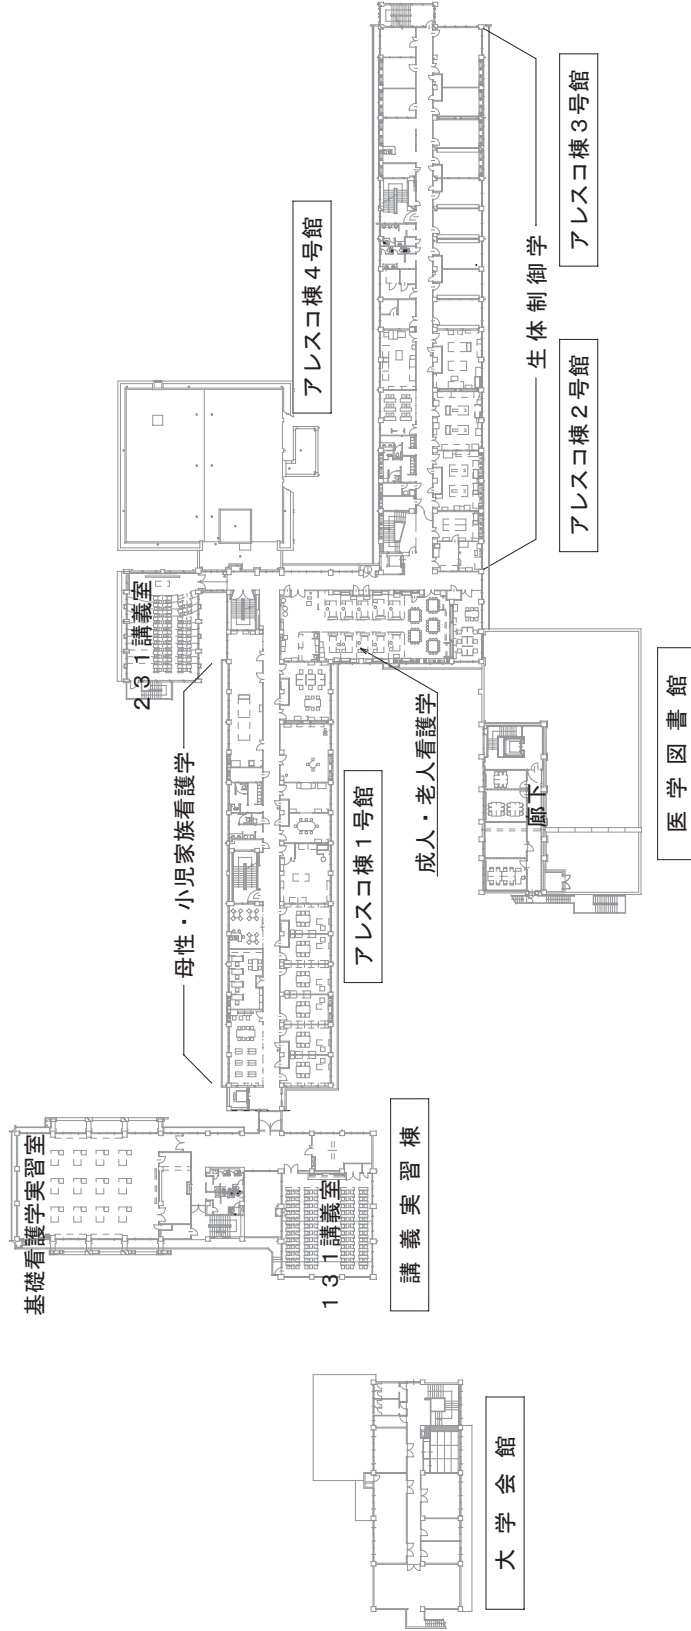 基礎看護学実習室
131講義室
講義実習棟
大学会館
母性・小児家族看護学
231講義室
アレスコ棟1号館
成人・老人看護学
アレスコ棟4号館
廊下
医学図書館
生体制御学
アレスコ棟2号館
アレスコ棟3号館